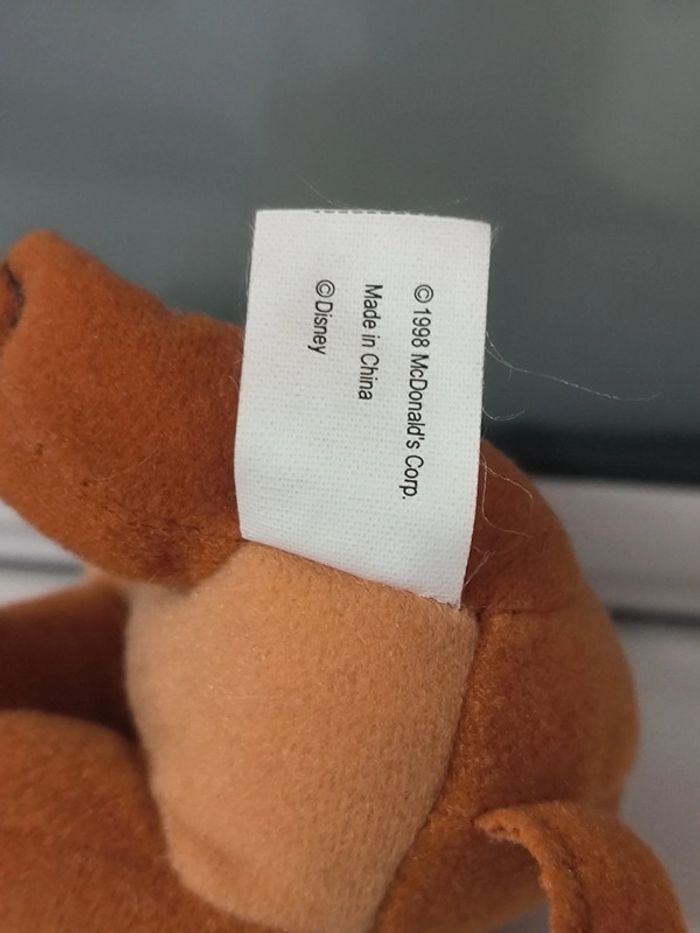 © 1998 McDonald's Corp.
Made in China
© Disney